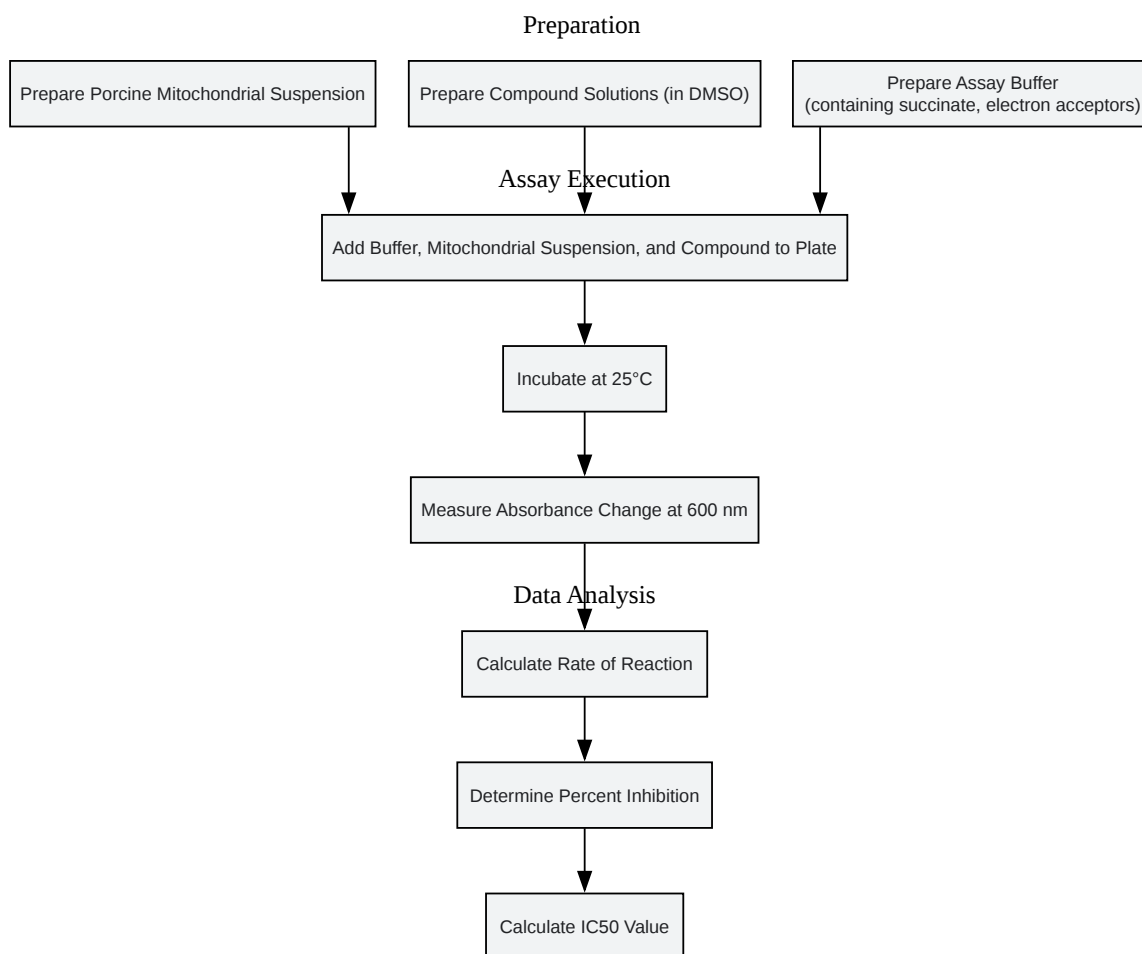 Preparation
Prepare Porcine Mitochondrial Suspension
Prepare Compound Solutions (in DMSO)
Prepare Assay Buffer
(containing succinate, electron acceptors)
Assay Execution
Add Buffer, Mitochondrial Suspension, and Compound to Plate
Incubate at 25°C
Measure Absorbance Change at 600 nm
Data Analysis
Calculate Rate of Reaction
Determine Percent Inhibition
Calculate IC50 Value